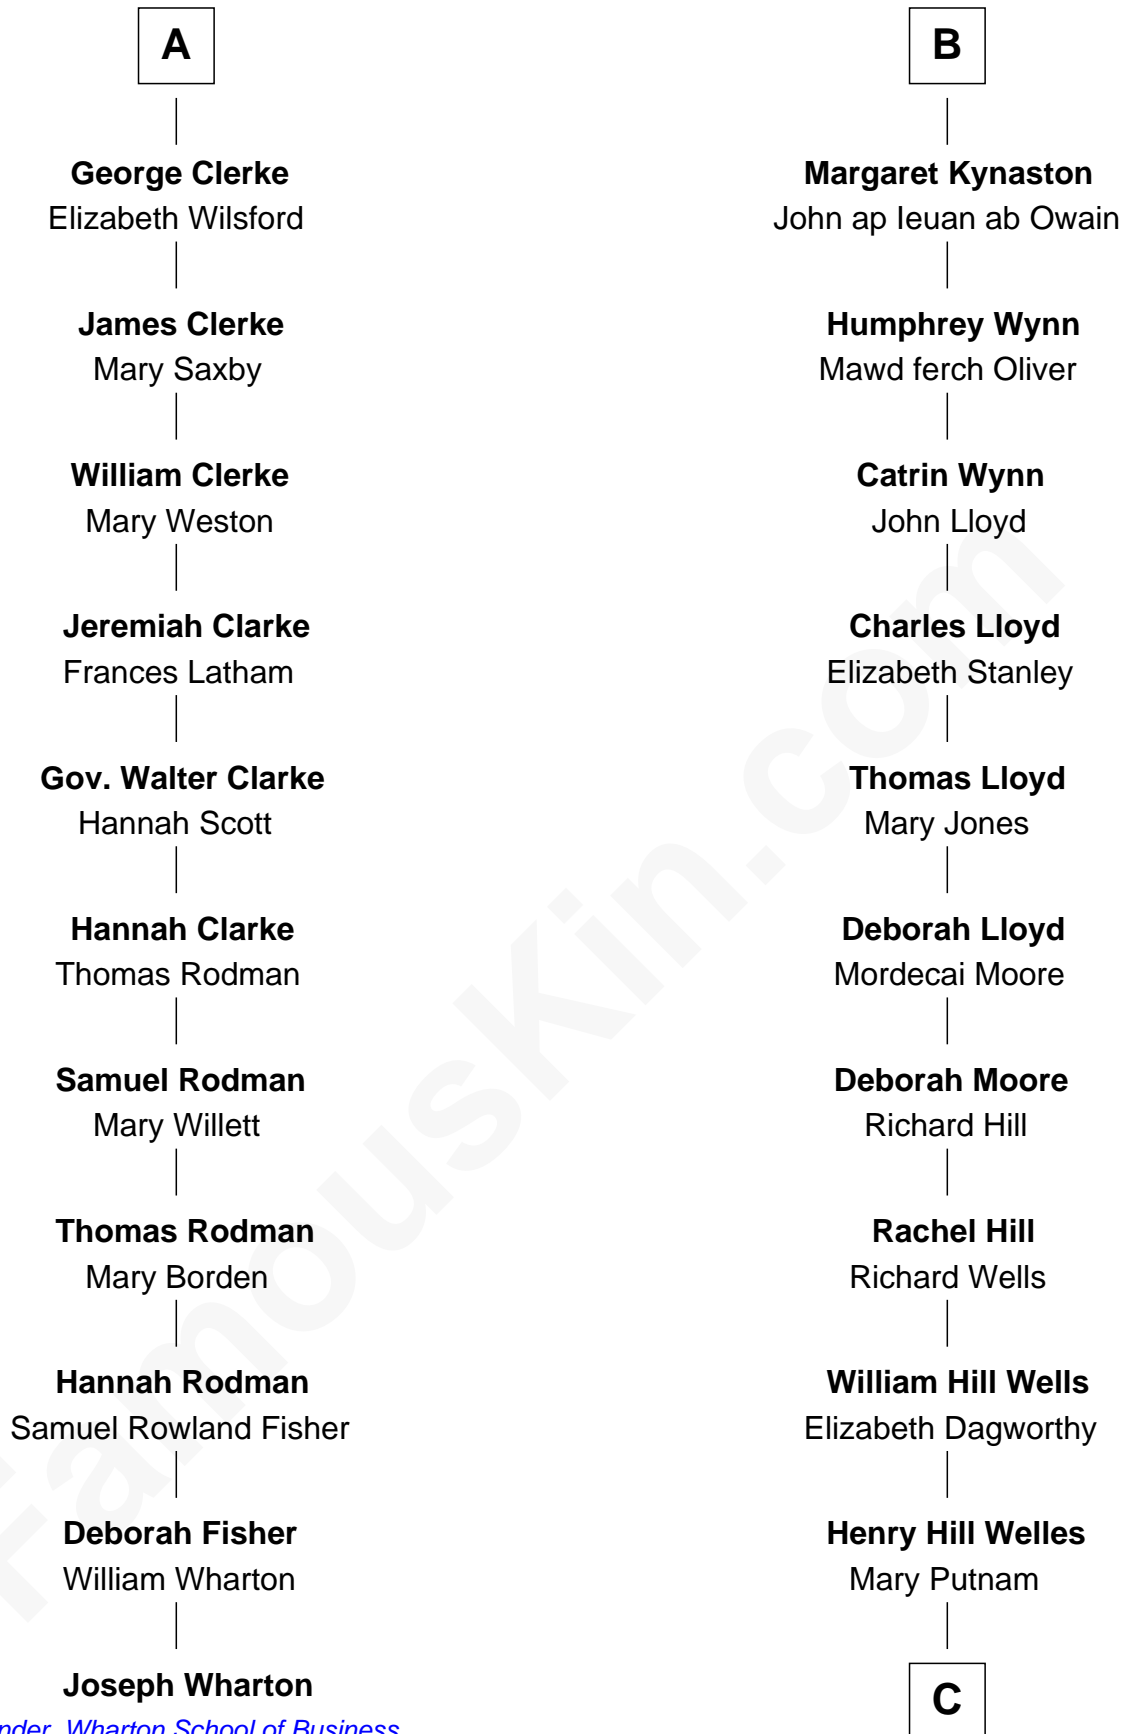 A
George Clerke
Elizabeth Wilsford
James Clerke
Mary Saxby
William Clerke
Mary Weston
Jeremiah Clarke
Frances Latham
Gov. Walter Clarke
Hannah Scott
Hannah Clarke
Thomas Rodman
Samuel Rodman
Mary Willett
Thomas Rodman
Mary Borden
Hannah Rodman
Samuel Rowland Fisher
Deborah Fisher
William Wharton
Joseph Wharton
Wharton School of Business
B
Margaret Kynaston
John ap Ieuan ab Owain
Humphrey Wynn
Mawd ferch Oliver
Catrin Wynn
John Lloyd
Charles Lloyd
Elizabeth Stanley
Thomas Lloyd
Mary Jones
Deborah Lloyd
Mordecai Moore
Deborah Moore
Richard Hill
Rachel Hill
Richard Wells
William Hill Wells
Elizabeth Dagworthy
Henry Hill Welles
Mary Putnam
C
FamousKin.com